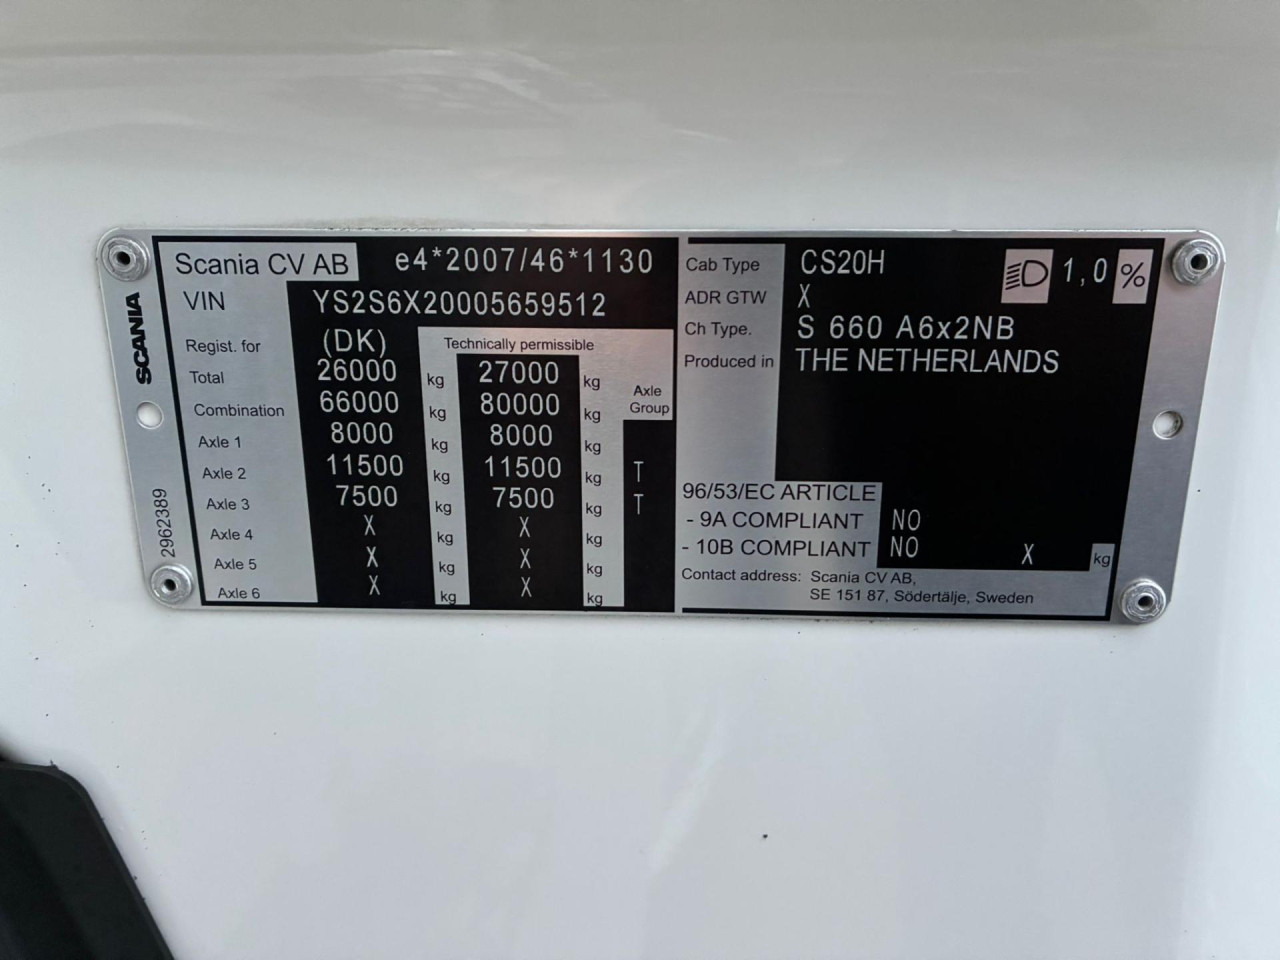 SCANIA
2962389
Scania CV AB e4*2007/46*1130
VIN YS2S6X20005659512
Regist. for (DK) Technically permissible
Total 26000 kg 27000 kg
Axle Group
Combination 66000 kg 80000 kg
Axle 1 8000 kg 8000 kg
Axle 2 11500 kg 11500 kg T
Axle 3 7500 kg 7500 kg T
Axle 4 X kg X kg
Axle 5 X kg X kg
Axle 6 X kg X kg
Cab Type CS20H 1,0 %
ADR GTW X
Ch Type. S 660 A6x2NB
Produced in THE NETHERLANDS
96/53/EC ARTICLE
- 9A COMPLIANT NO
- 10B COMPLIANT NO X kg
Contact address: Scania CV AB,
SE 151 87, Södertälje, Sweden